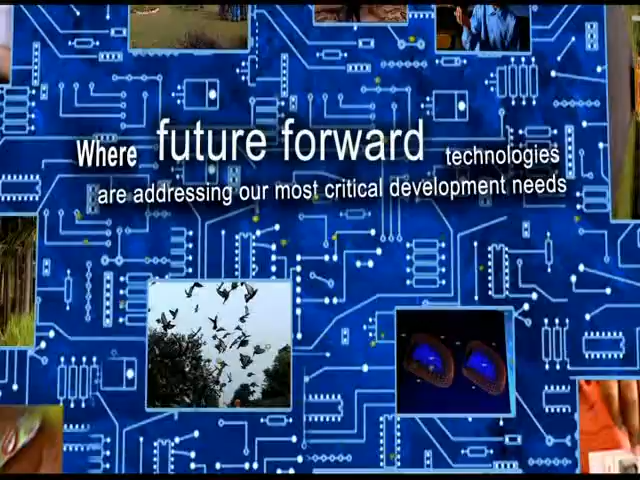 Where future forward technologies
are addressing our most critical development needs